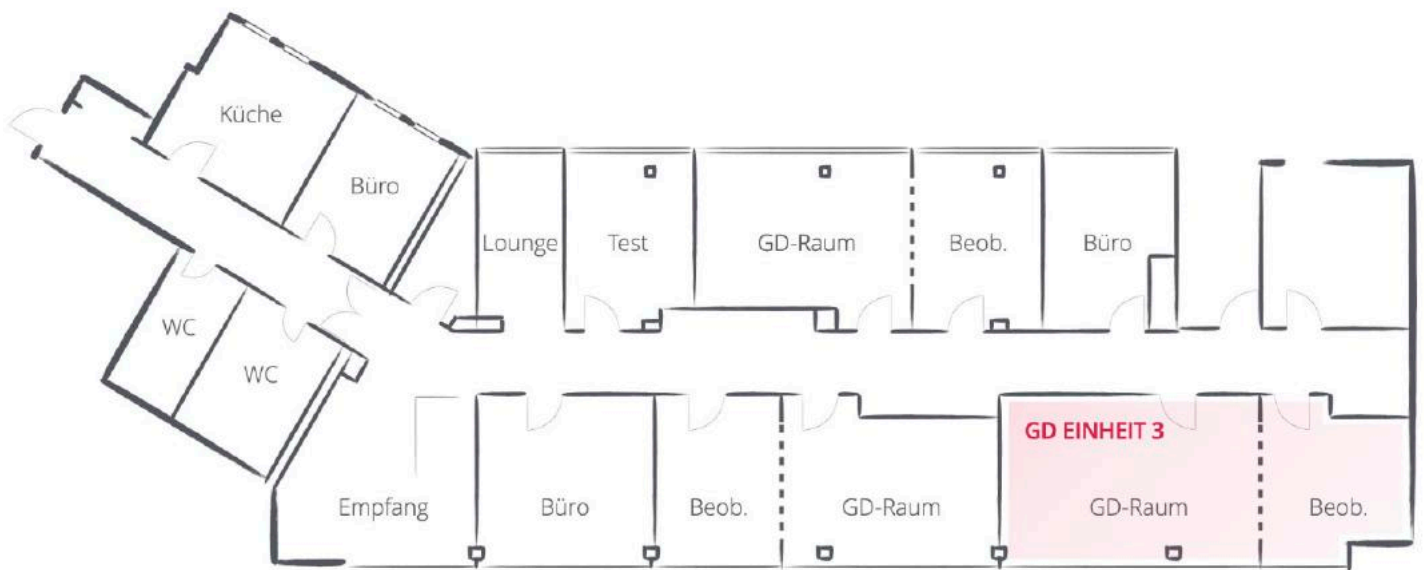 Küche
Büro
Lounge
Test
GD-Raum
Beob.
Büro
WC
WC
GD EINHEIT 3
Empfang
Büro
Beob.
GD-Raum
GD-Raum
Beob.